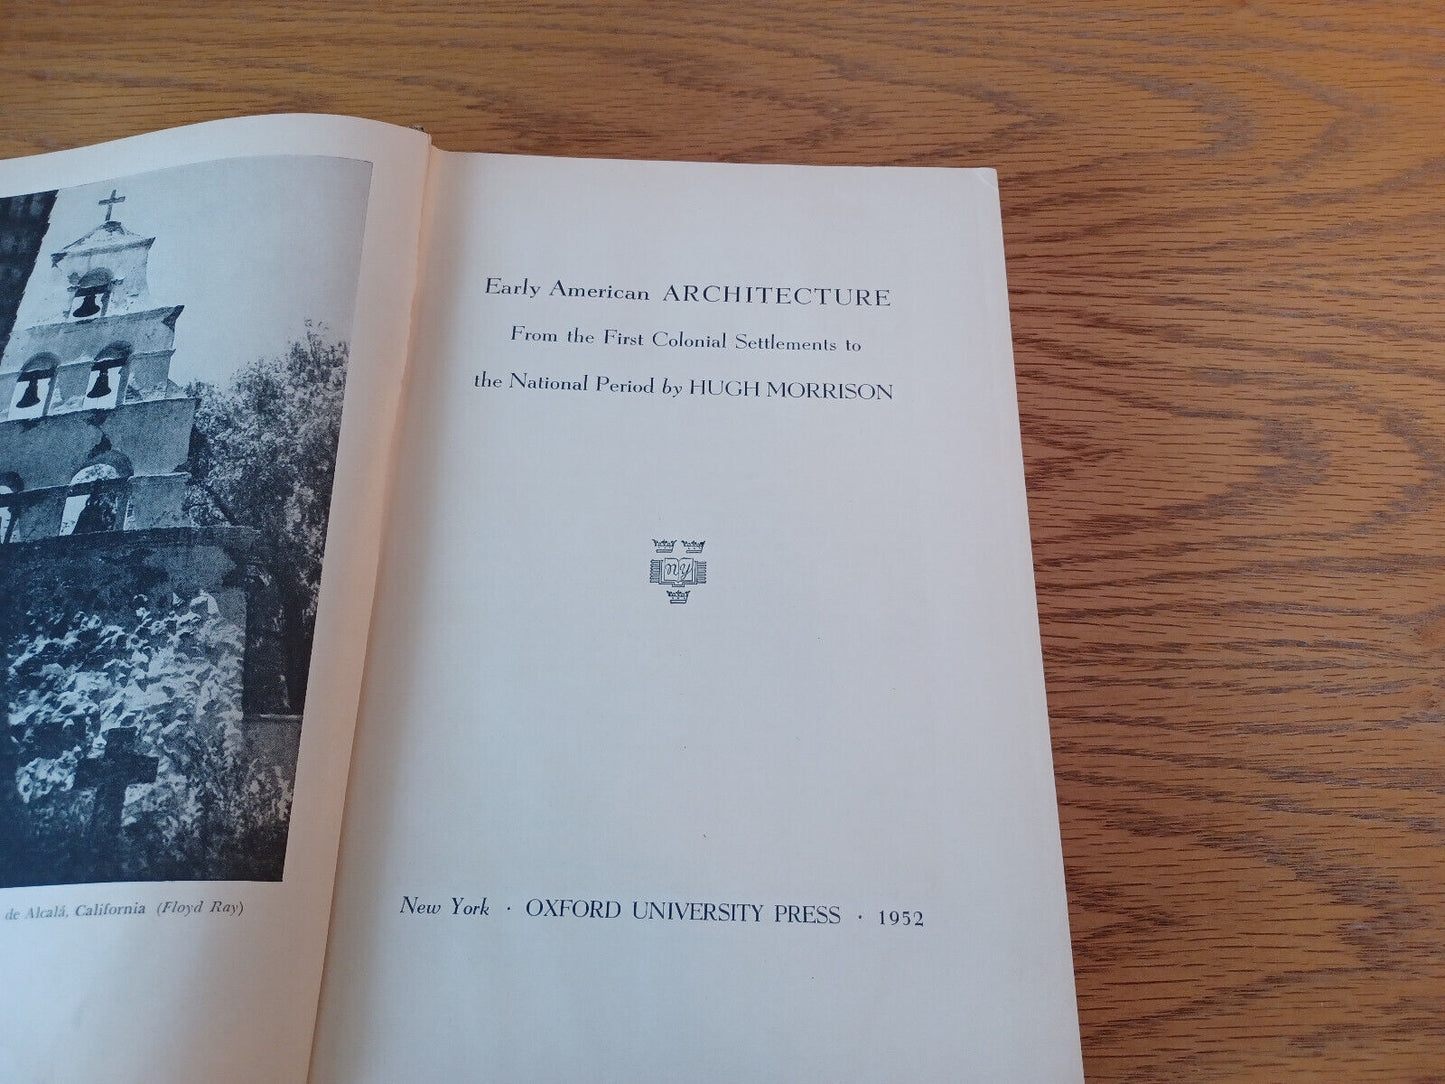 Early American ARCHITECTURE
From the First Colonial Settlements to
the National Period by HUGH MORRISON
NY
New York · OXFORD UNIVERSITY PRESS · 1952
de Alcalá, California (Floyd Ray)